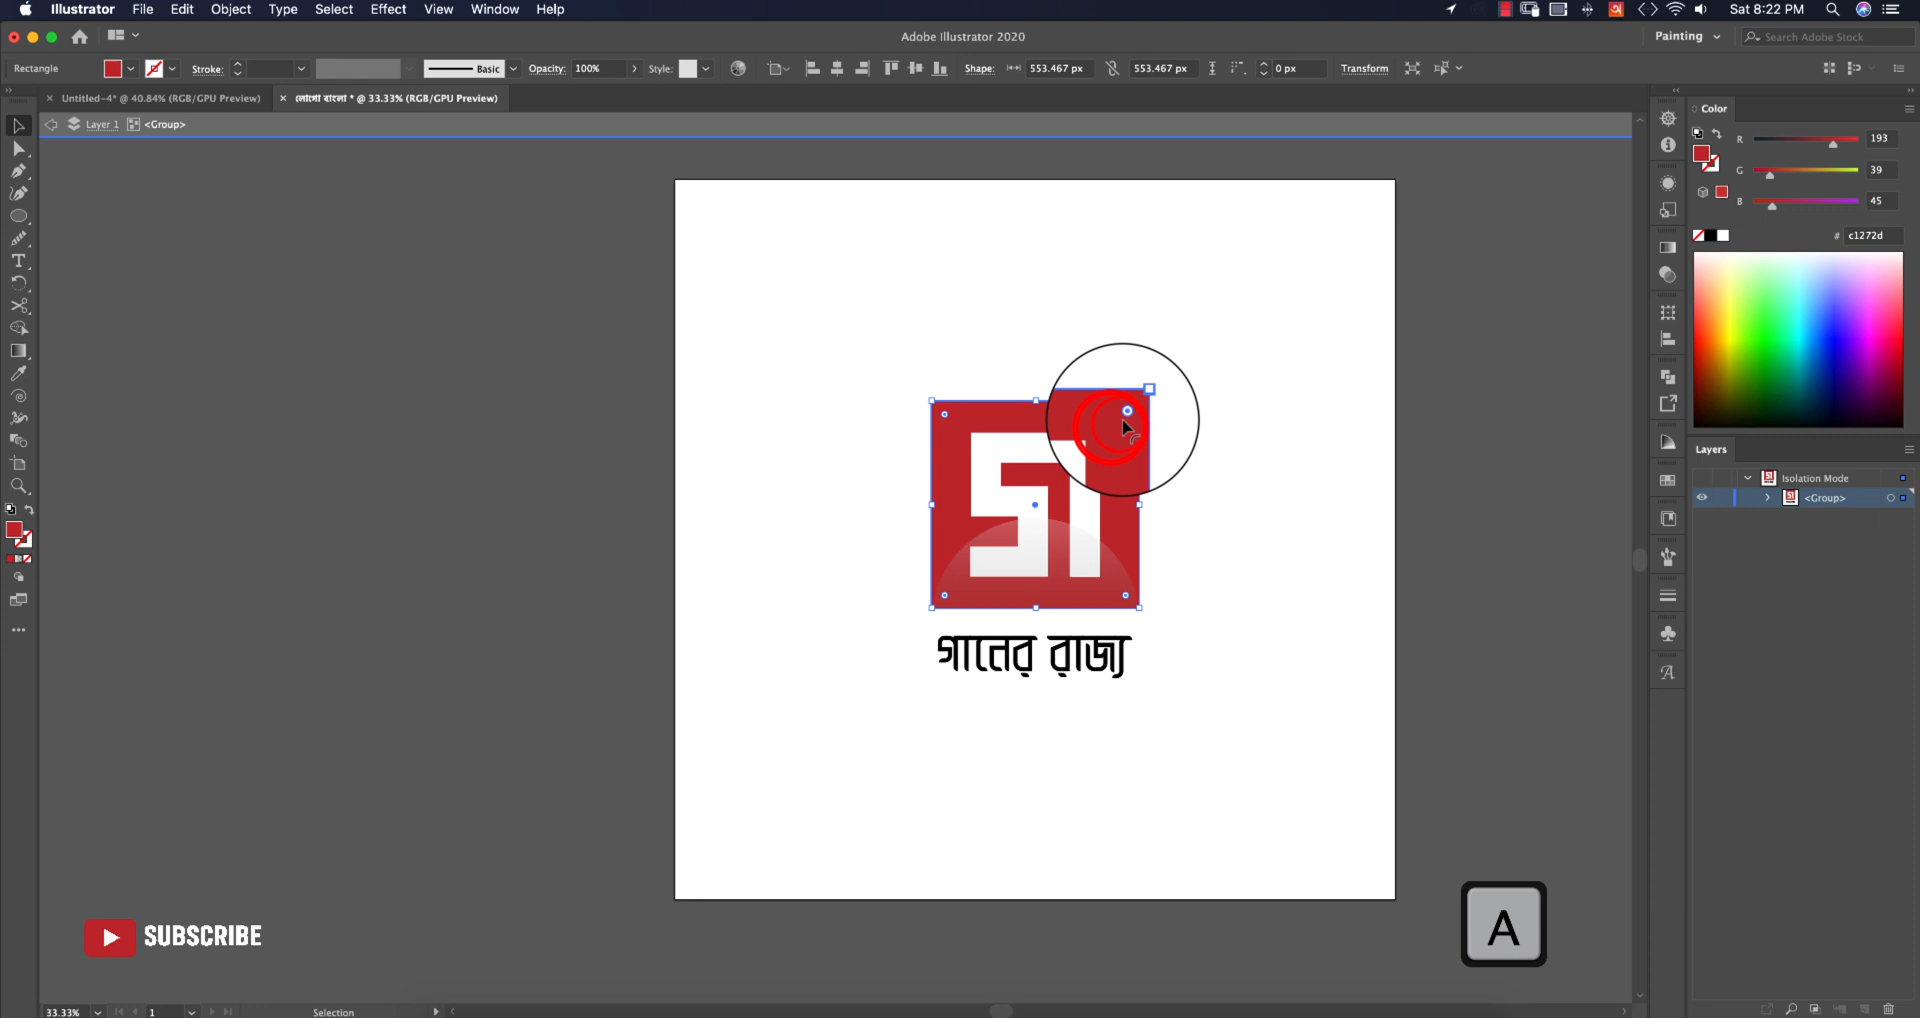 Illustrator File Edit Object Type Select Effect View Window Help
Sat 8:22 PM
Adobe Illustrator 2020
Painting
Search Adobe Stock
Rectangle
Stroke:
Basic
Opacity: 100%
Style:
Shape: 553.467 px 553.467 px
0 px
Transform
Untitled-4* @ 40.84% (RGB/GPU Preview)
লোগো বাংলা * @ 33.33% (RGB/GPU Preview)
Layer 1 <Group>
Color
R 193
G 39
B 45
# c1272d
Layers
Isolation Mode
<Group>
গা
গানের রাজ্য
SUBSCRIBE
A
33.33% 1 Selection